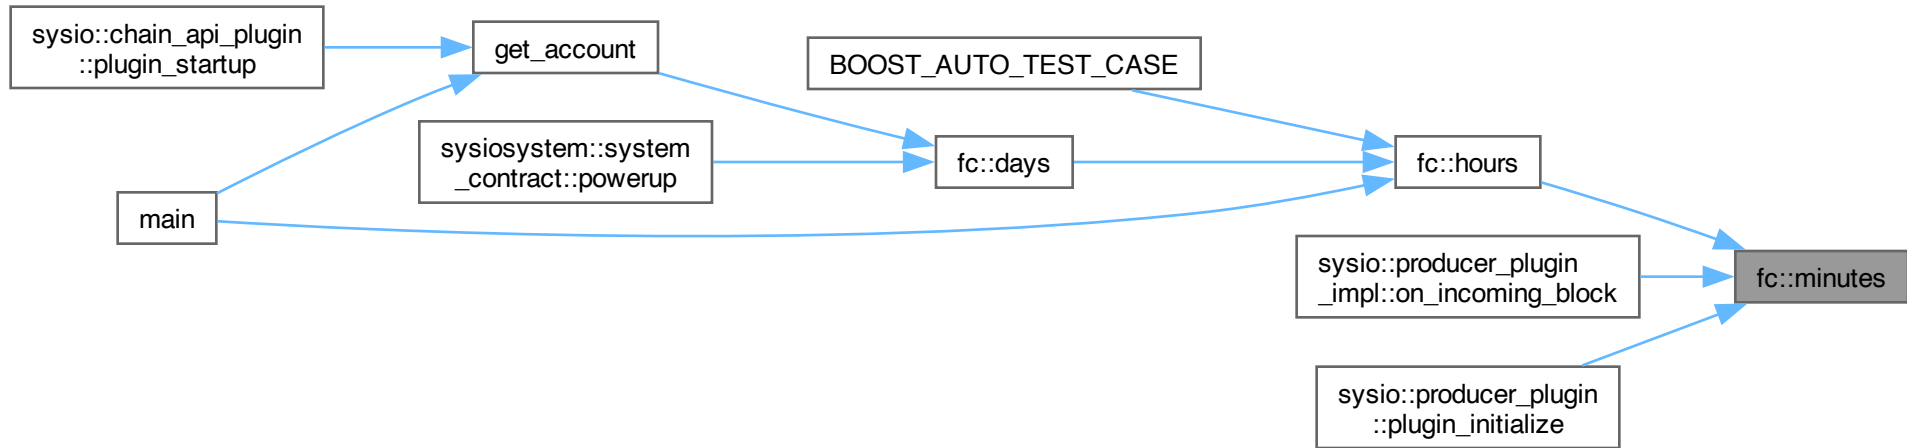 sysio::chain_api_plugin
::plugin_startup
get_account
BOOST_AUTO_TEST_CASE
sysiosystem::system
_contract::powerup
fc::days
fc::hours
main
sysio::producer_plugin
_impl::on_incoming_block
fc::minutes
sysio::producer_plugin
::plugin_initialize